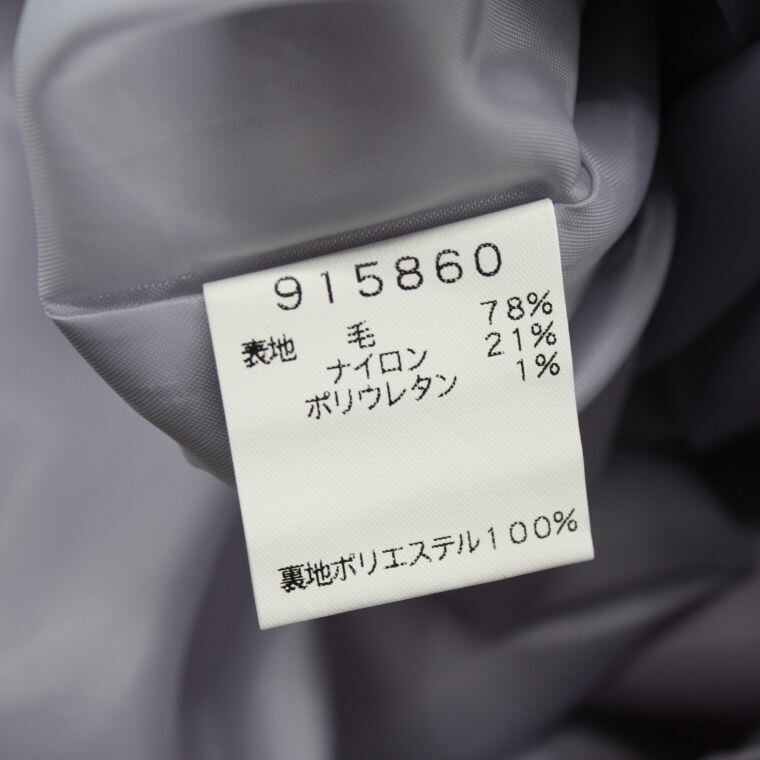 915860
表地 毛 78%
ナイロン 21%
ポリウレタン 1%
裏地ポリエステル100%